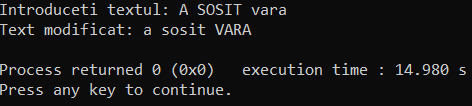 Introduceti textul: A SOSIT vara
Text modificat: a sosit VARA
Process returned 0 (0x0)   execution time : 14.980 s
Press any key to continue.